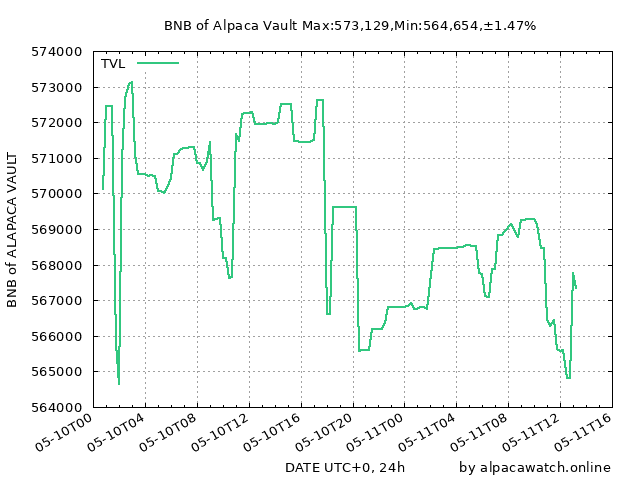 BNB of Alpaca Vault Max:573,129,Min:564,654,±1.47%
TVL
BNB of ALAPACA VAULT
574000
573000
572000
571000
570000
569000
568000
567000
566000
565000
564000
05-10T00
05-10T04
05-10T08
05-10T12
05-10T16
05-10T20
05-11T00
05-11T04
05-11T08
05-11T12
05-11T16
DATE UTC+0, 24h
by alpacawatch.online